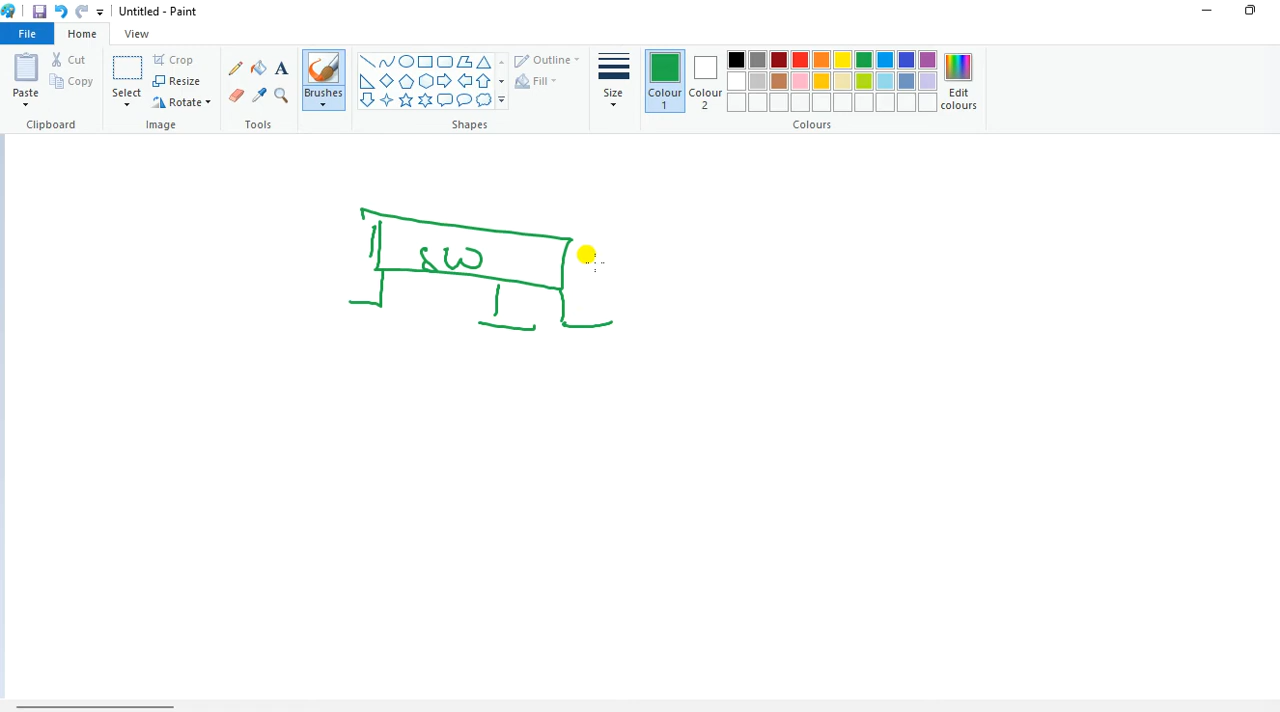 Untitled - Paint
File Home View
Cut
Copy
Paste
Clipboard
Crop
Resize
Rotate
Select
Image
Tools
Brushes
Outline
Fill
Shapes
Size
Colour 1
Colour 2
Edit colours
Colours
SW